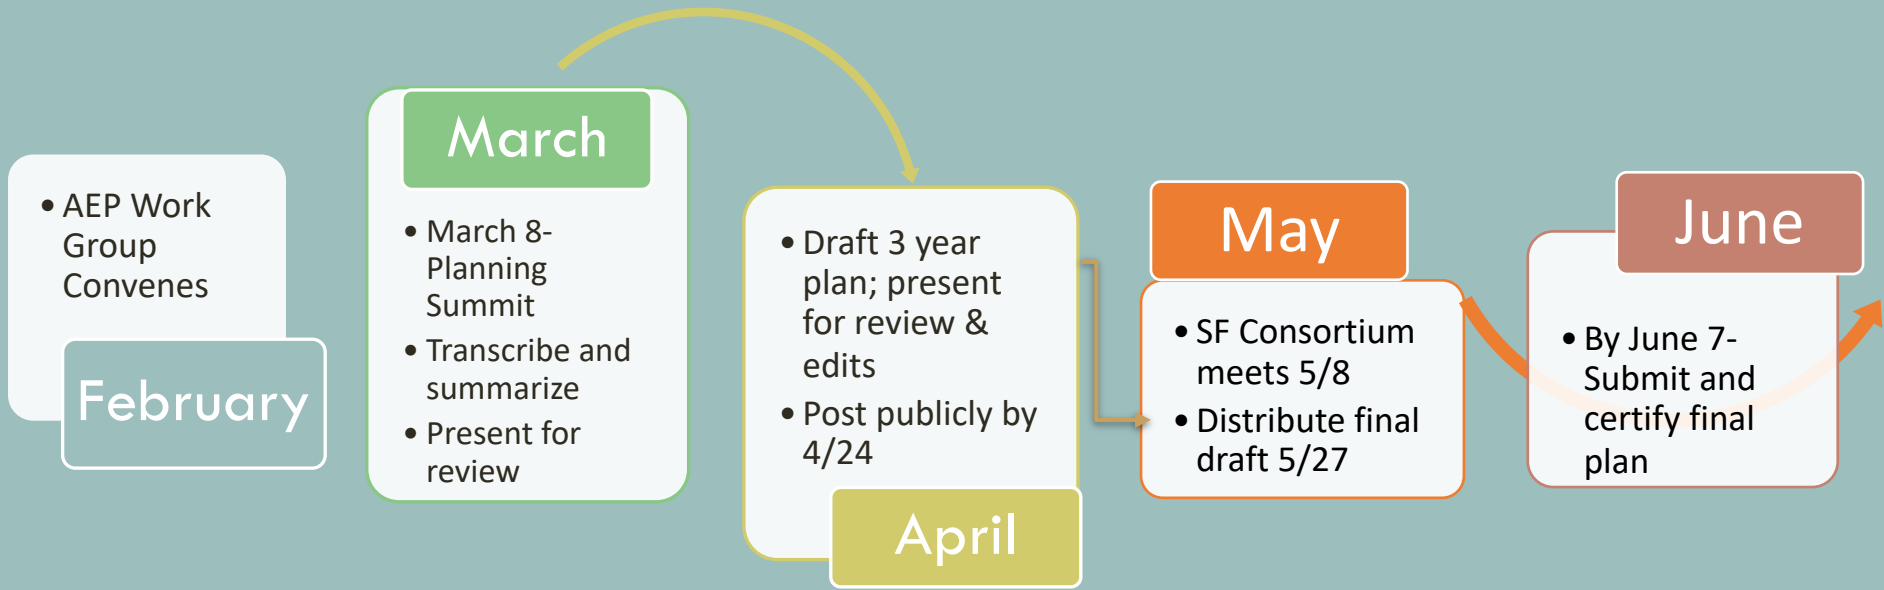 • AEP Work
Group
Convenes
February
March
• March 8-
Planning
Summit
• Transcribe and
summarize
• Present for
review
• Draft 3 year
plan; present
for review &
edits
• Post publicly by
4/24
April
May
• SF Consortium
meets 5/8
• Distribute final
draft 5/27
June
• By June 7-
Submit and
certify final
plan